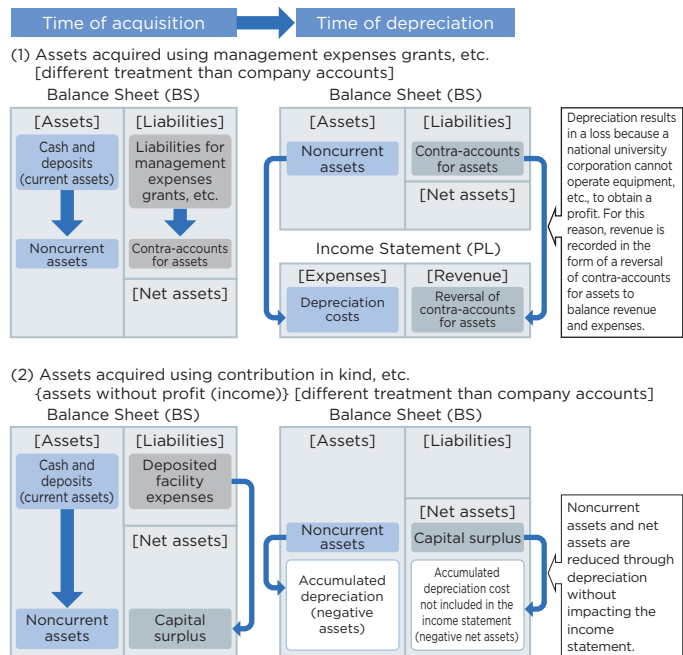 Time of acquisition
Time of depreciation
(1) Assets acquired using management expenses grants, etc.
[different treatment than company accounts]
Balance Sheet (BS)
[Assets]
[Liabilities]
Cash and
deposits
(current assets)
Liabilities for
management
expenses
grants, etc.
Noncurrent
assets
Contra-accounts
for assets
[Net assets]
Balance Sheet (BS)
[Assets]
[Liabilities]
Noncurrent
assets
Contra-accounts
for assets
[Net assets]
Income Statement (PL)
[Expenses]
[Revenue]
Depreciation
costs
Reversal of
contra-accounts
for assets
Depreciation results
in a loss because a
national university
corporation cannot
operate equipment,
etc., to obtain a
profit. For this
reason, revenue is
recorded in the
form of a reversal
of contra-accounts
for assets to
balance revenue
and expenses.
(2) Assets acquired using contribution in kind, etc.
{assets without profit (income)} [different treatment than company accounts]
Balance Sheet (BS)
[Assets]
[Liabilities]
Cash and
deposits
(current assets)
Deposited
facility
expenses
[Net assets]
Noncurrent
assets
Capital
surplus
Balance Sheet (BS)
[Assets]
[Liabilities]
[Net assets]
Noncurrent
assets
Capital surplus
Accumulated
depreciation
(negative
assets)
Accumulated
depreciation cost
not included in the
income statement
(negative net assets)
Noncurrent
assets and net
assets are
reduced through
depreciation
without
impacting the
income
statement.